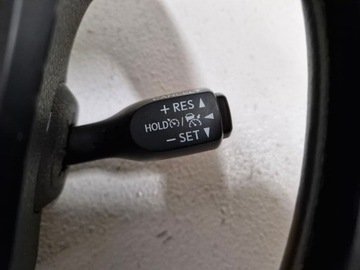 + RES ▲
HOLD / ◄
− SET ▼